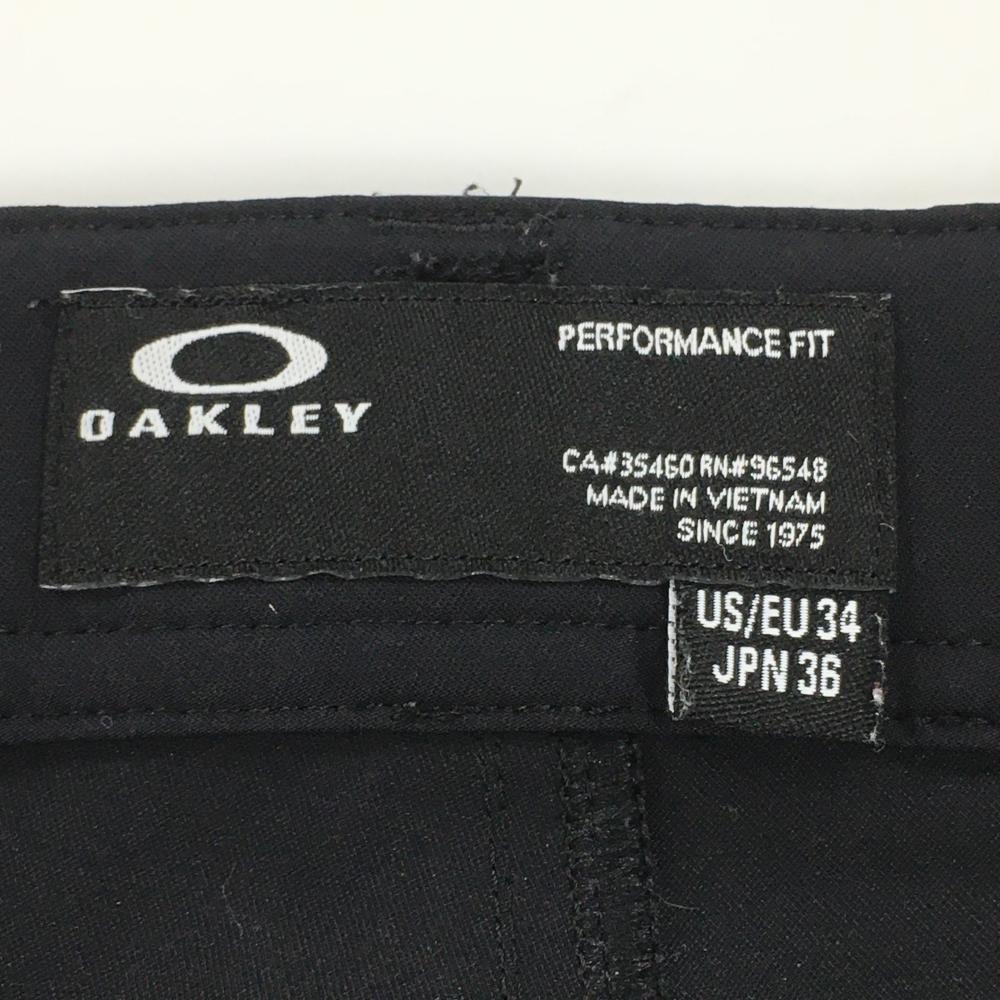 OAKLEY
PERFORMANCE FIT
CA#35460 RN#96548
MADE IN VIETNAM
SINCE 1975
US/EU 34
JPN 36